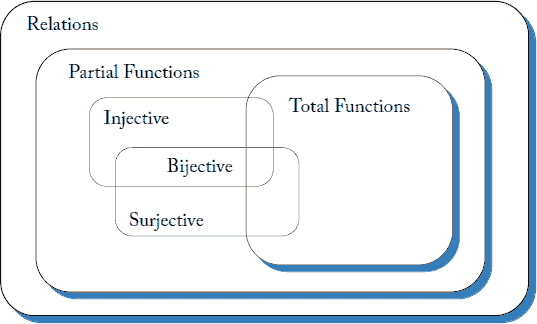 Relations
Partial Functions
Total Functions
Injective
Bijective
Surjective